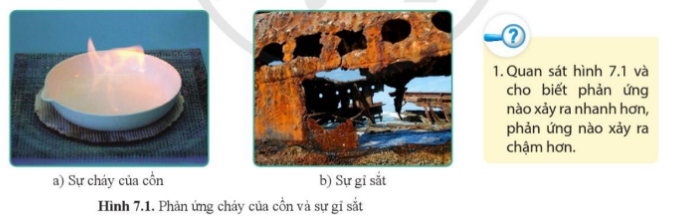 ?
1. Quan sát hình 7.1 và
cho biết phản ứng
nào xảy ra nhanh hơn,
phản ứng nào xảy ra
chậm hơn.
a) Sự cháy của cồn
b) Sự gỉ sắt
Hình 7.1. Phản ứng cháy của cồn và sự gỉ sắt